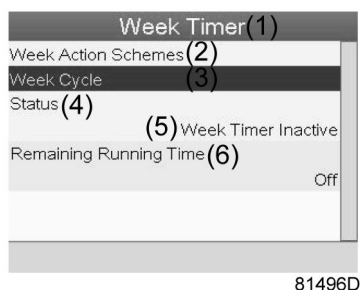 Week Timer(1)
Week Action Schemes(2)
Week Cycle (3)
Status(4)
(5)Week Timer Inactive
Remaining Running Time(6)
Off
81496D